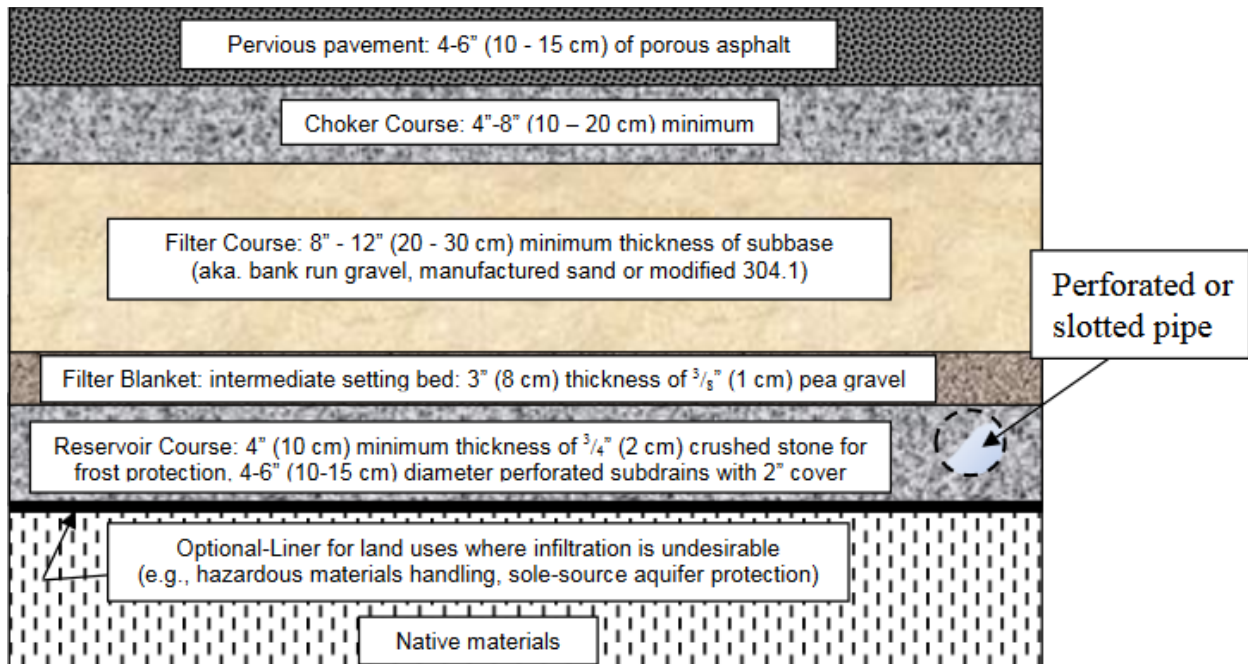 Pervious pavement: 4-6” (10 - 15 cm) of porous asphalt
Choker Course: 4”-8” (10 – 20 cm) minimum
Filter Course: 8” - 12” (20 - 30 cm) minimum thickness of subbase
(aka. bank run gravel, manufactured sand or modified 304.1)
Perforated or
slotted pipe
Filter Blanket: intermediate setting bed: 3” (8 cm) thickness of 3/8” (1 cm) pea gravel
Reservoir Course: 4” (10 cm) minimum thickness of 3/4” (2 cm) crushed stone for
frost protection, 4-6” (10-15 cm) diameter perforated subdrains with 2” cover
Optional-Liner for land uses where infiltration is undesirable
(e.g., hazardous materials handling, sole-source aquifer protection)
Native materials